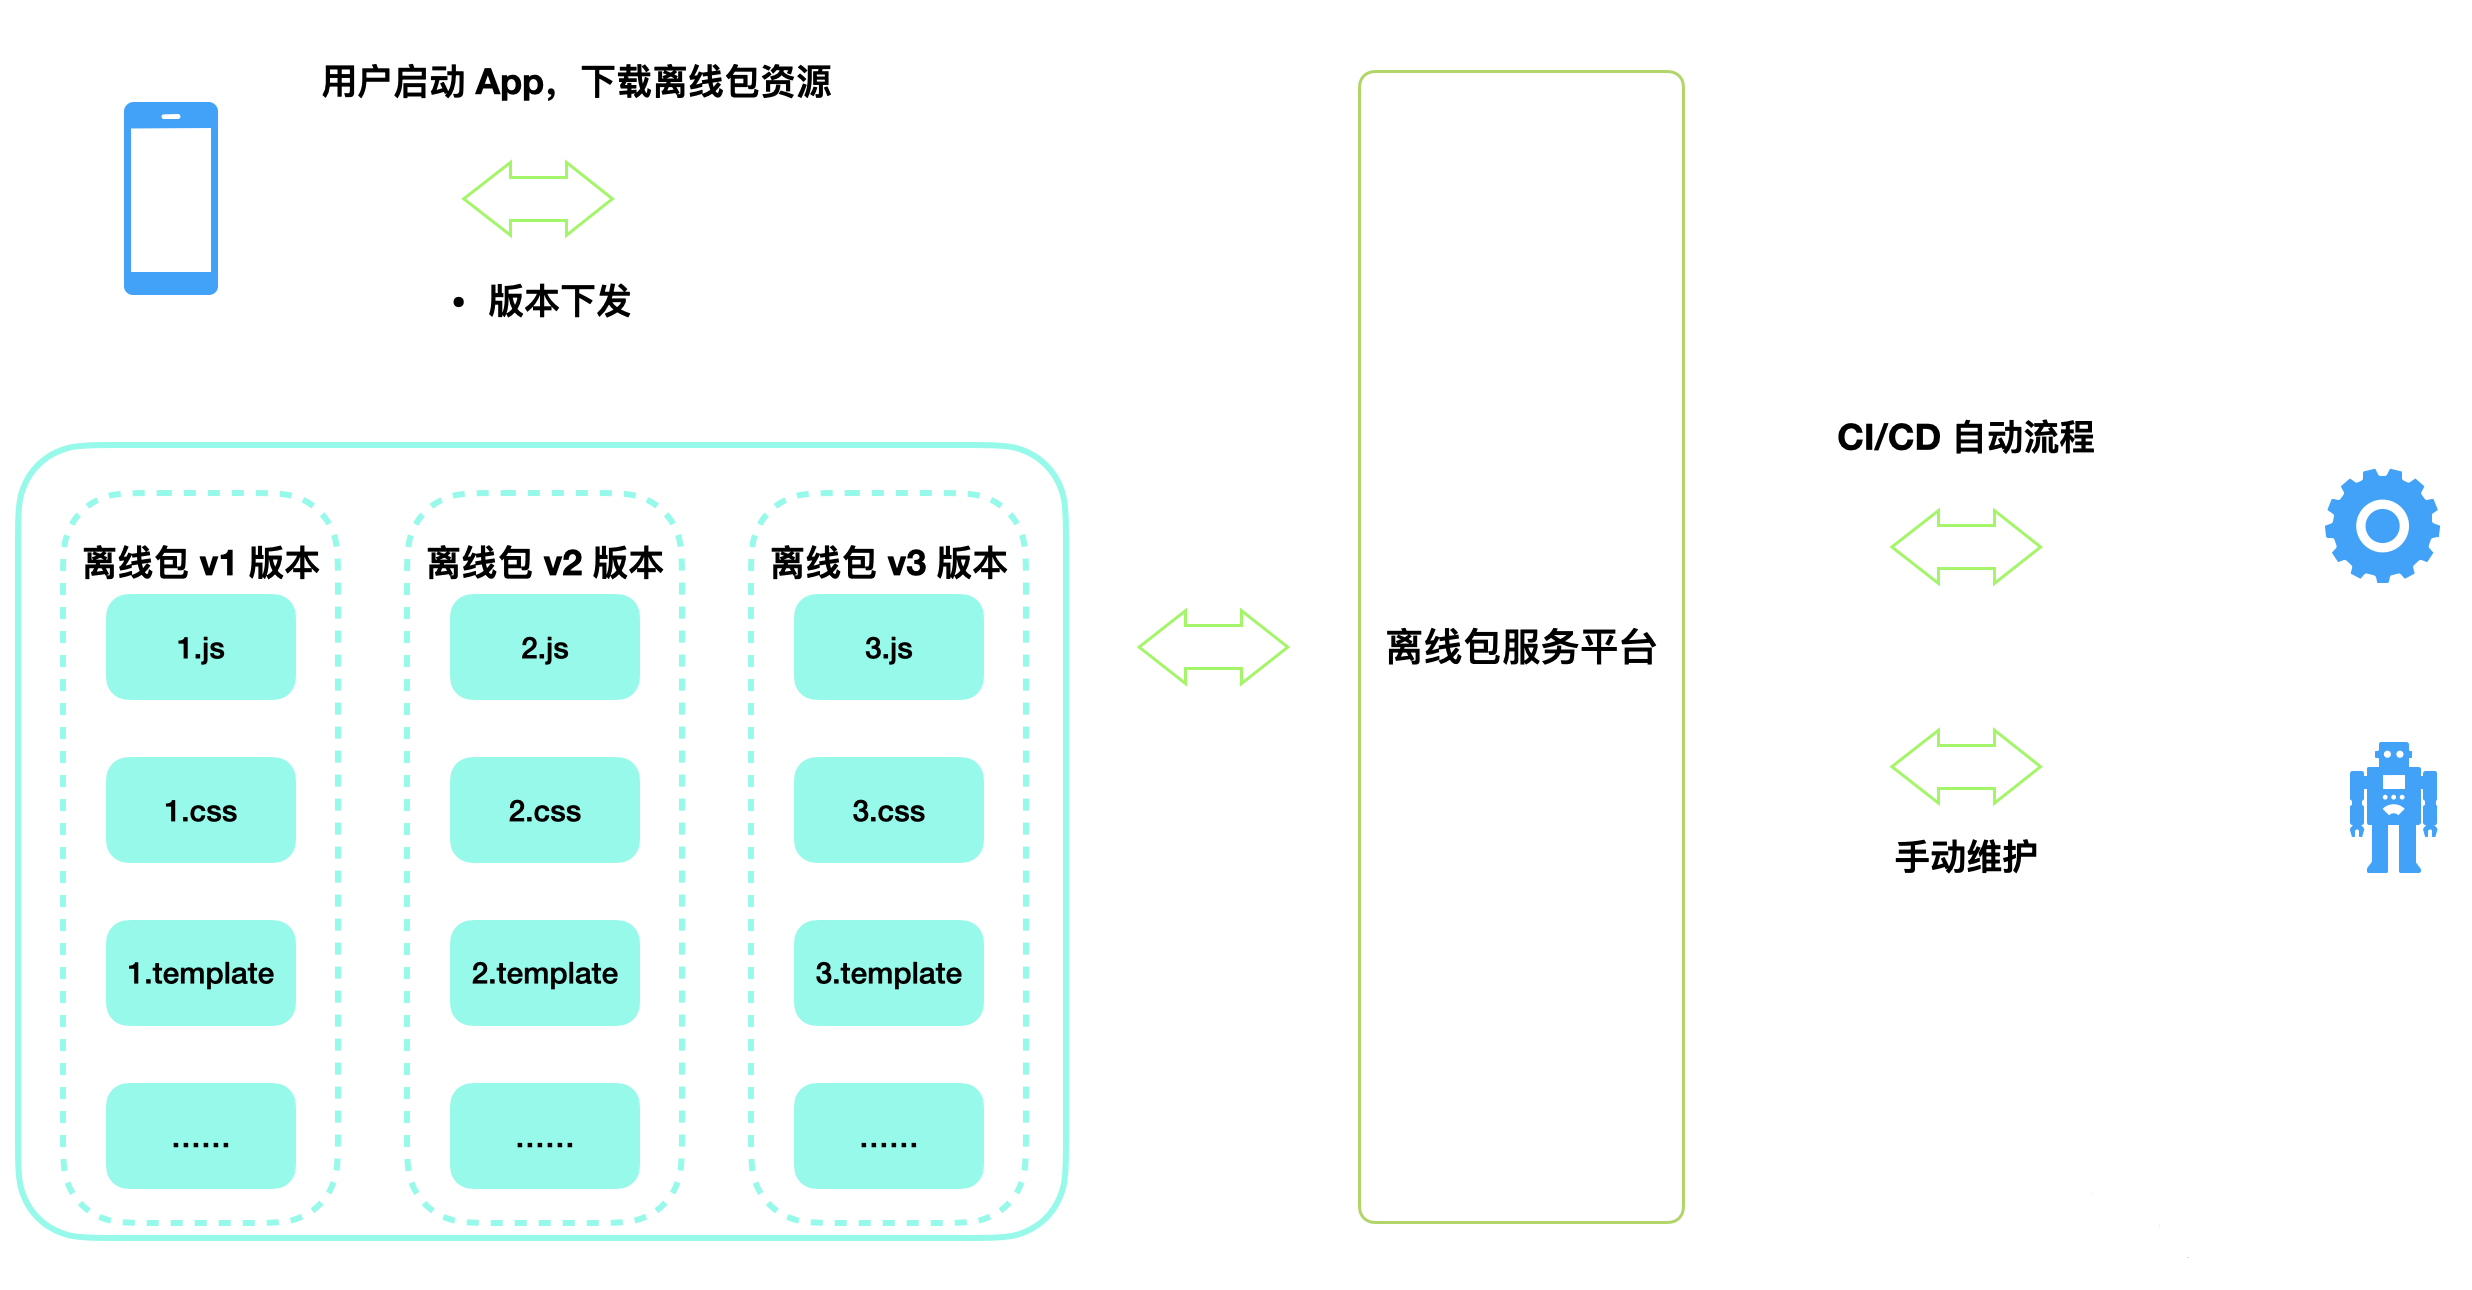 用户启动 App，下载离线包资源
• 版本下发
离线包 v1 版本
1.js
1.css
1.template
......
离线包 v2 版本
2.js
2.css
2.template
......
离线包 v3 版本
3.js
3.css
3.template
......
离线包服务平台
CI/CD 自动流程
手动维护